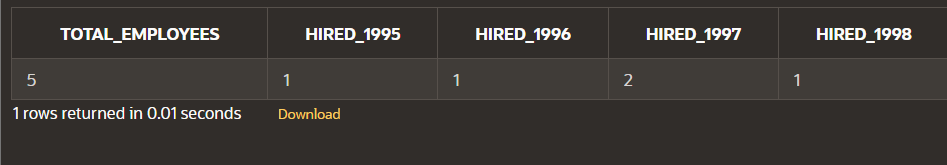 TOTAL_EMPLOYEES HIRED_1995 HIRED_1996 HIRED_1997 HIRED_1998
5 1 1 2 1
1 rows returned in 0.01 seconds Download